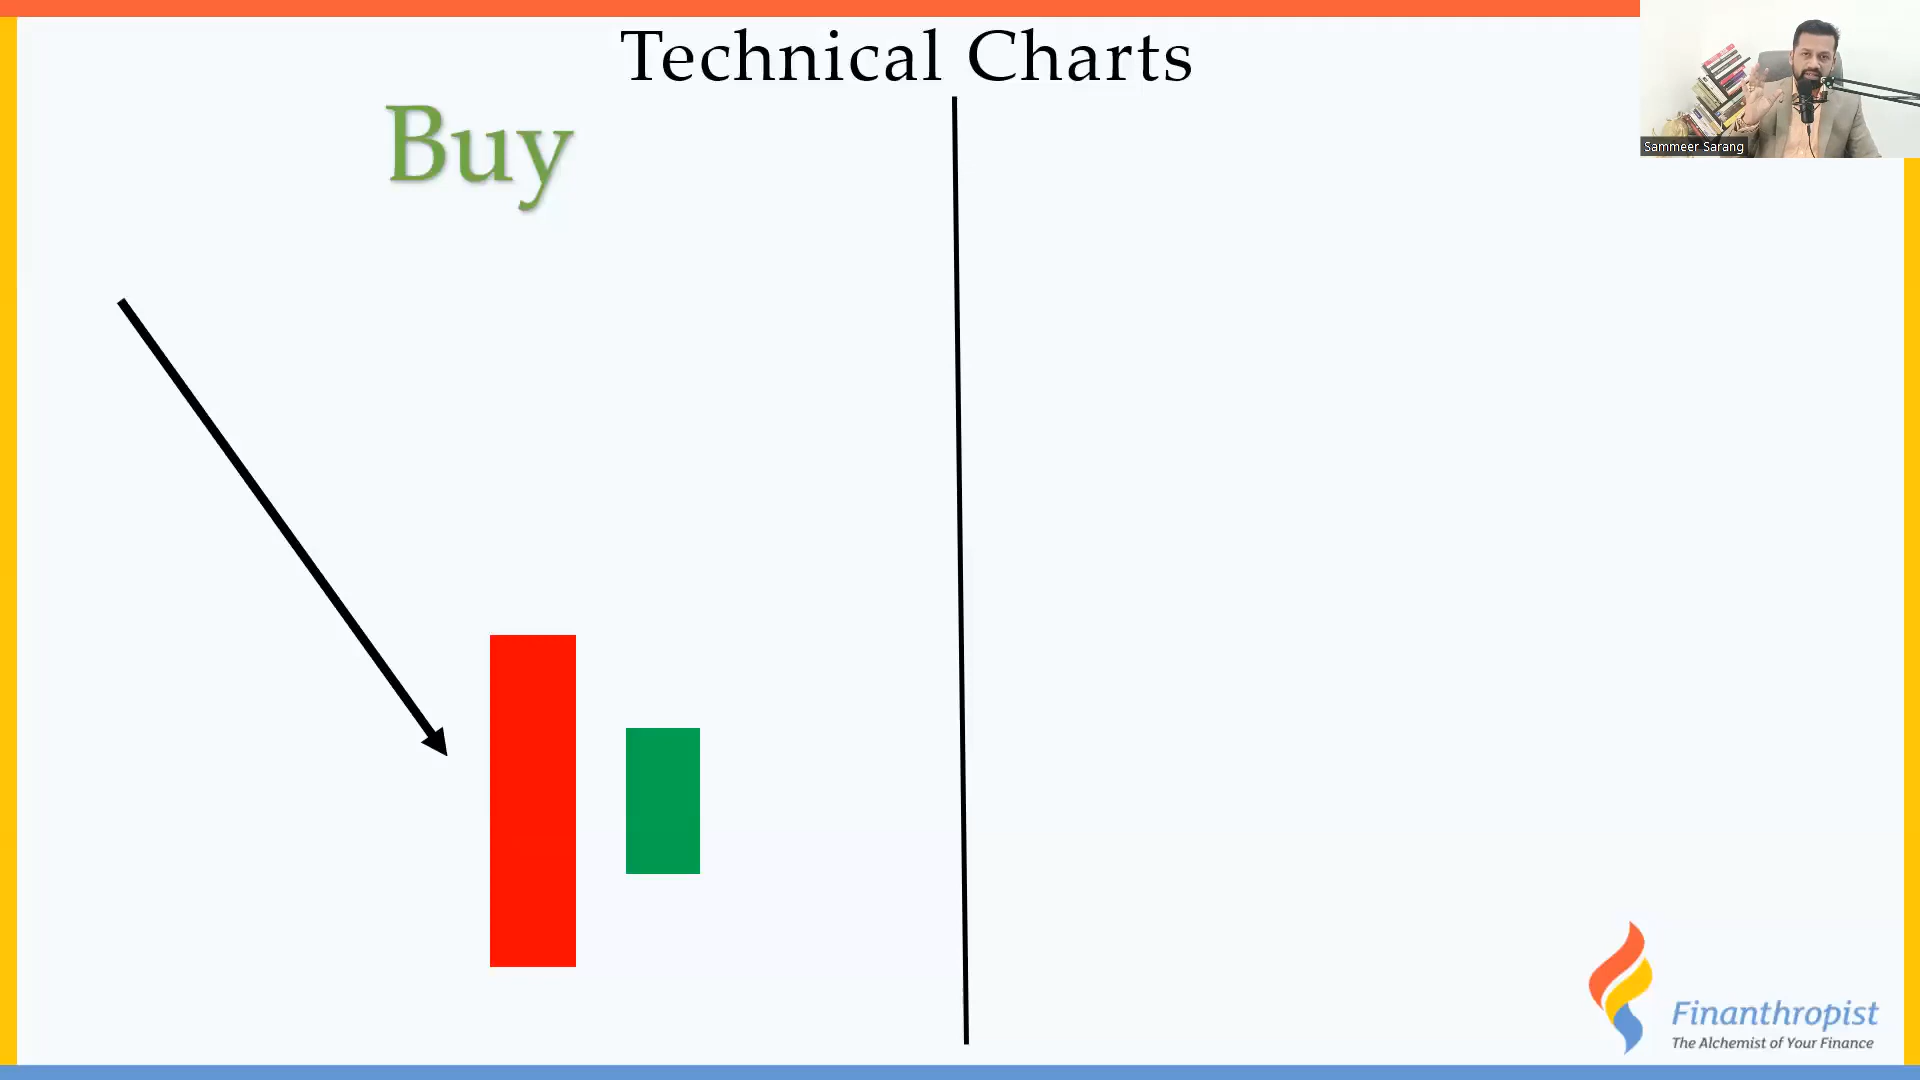 Technical Charts
Buy
Sammeer Sarang
Finanthropist
The Alchemist of Your Finance